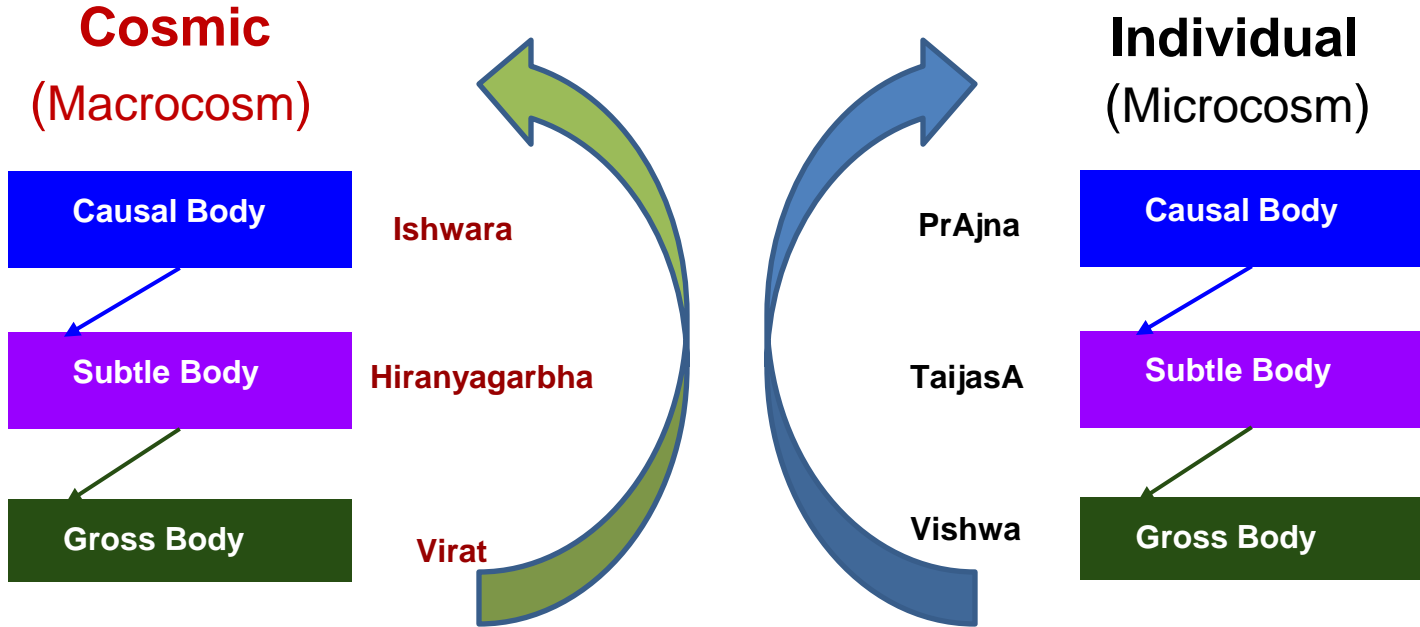 Cosmic
(Macrocosm)
Causal Body
Ishwara
Subtle Body
Hiranyagarbha
Gross Body
Virat
Individual
(Microcosm)
PrAjna
Causal Body
TaijasA
Subtle Body
Vishwa
Gross Body